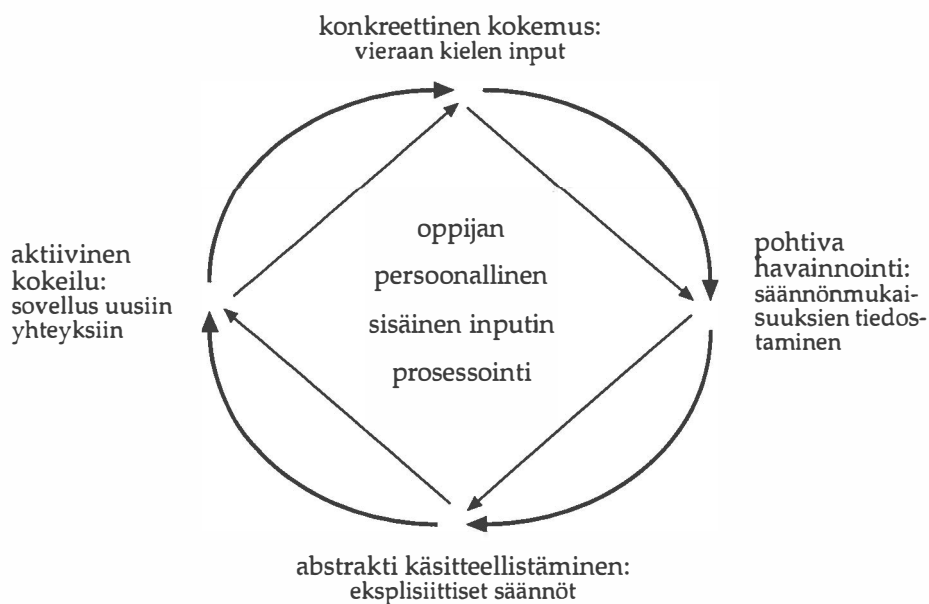 konkreettinen kokemus:
vieraan kielen input
oppijan
persoonallinen
sisäinen inputin
prosessointi
aktiivinen
kokeilu:
sovellus uusiin
yhteyksiin
pohtiva
havainnointi:
säännönmukai-
suuksien tiedos-
taminen
abstrakti käsitteellistäminen:
eksplisiittiset säännöt